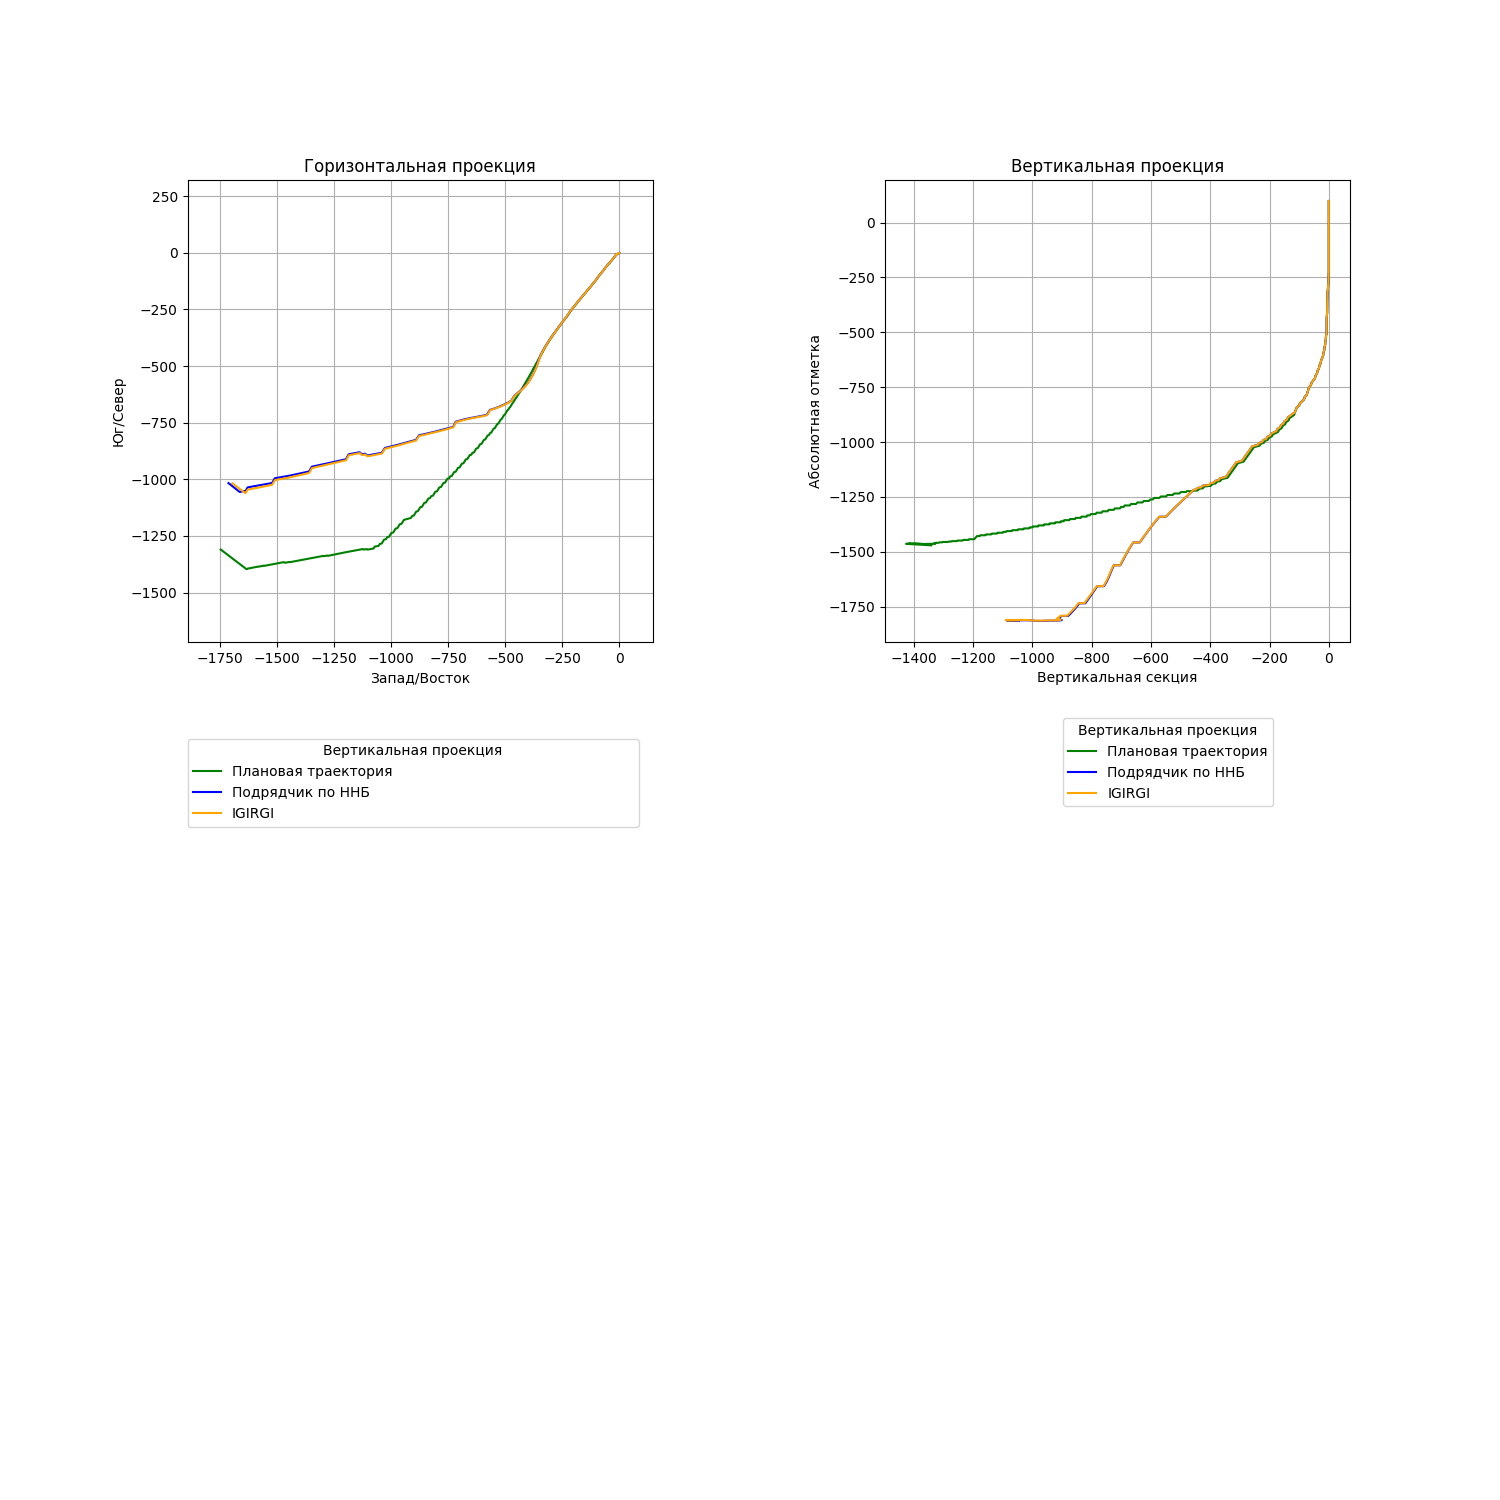 Горизонтальная проекция
250
0
−250
−500
−750
−1000
−1250
−1500
Юг/Север
−1750 −1500 −1250 −1000 −750 −500 −250 0
Запад/Восток
Вертикальная проекция
Плановая траектория
Подрядчик по ННБ
IGIRGI
Вертикальная проекция
0
−250
−500
−750
−1000
−1250
−1500
−1750
Абсолютная отметка
−1400 −1200 −1000 −800 −600 −400 −200 0
Вертикальная секция
Вертикальная проекция
Плановая траектория
Подрядчик по ННБ
IGIRGI